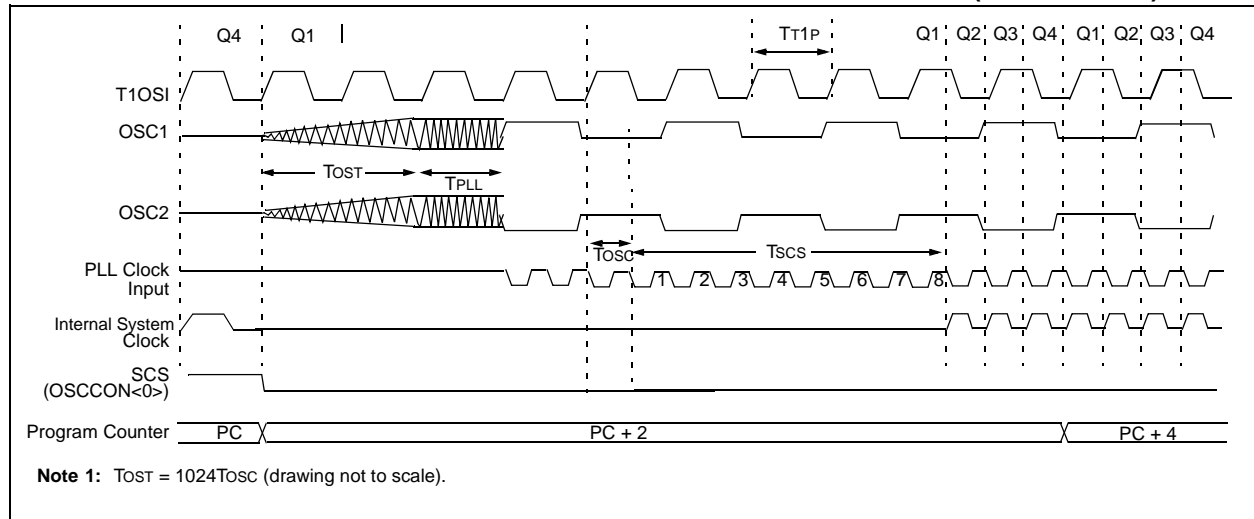 Q4 Q1 TT1P Q1 Q2 Q3 Q4 Q1 Q2 Q3 Q4
T1OSI
OSC1
TOST
TPLL
OSC2
TOSC TSCS
PLL Clock
Input
1 2 3 4 5 6 7 8
Internal System
Clock
SCS
(OSCCON<0>)
Program Counter PC PC + 2 PC + 4
Note 1: TOST = 1024TOSC (drawing not to scale).